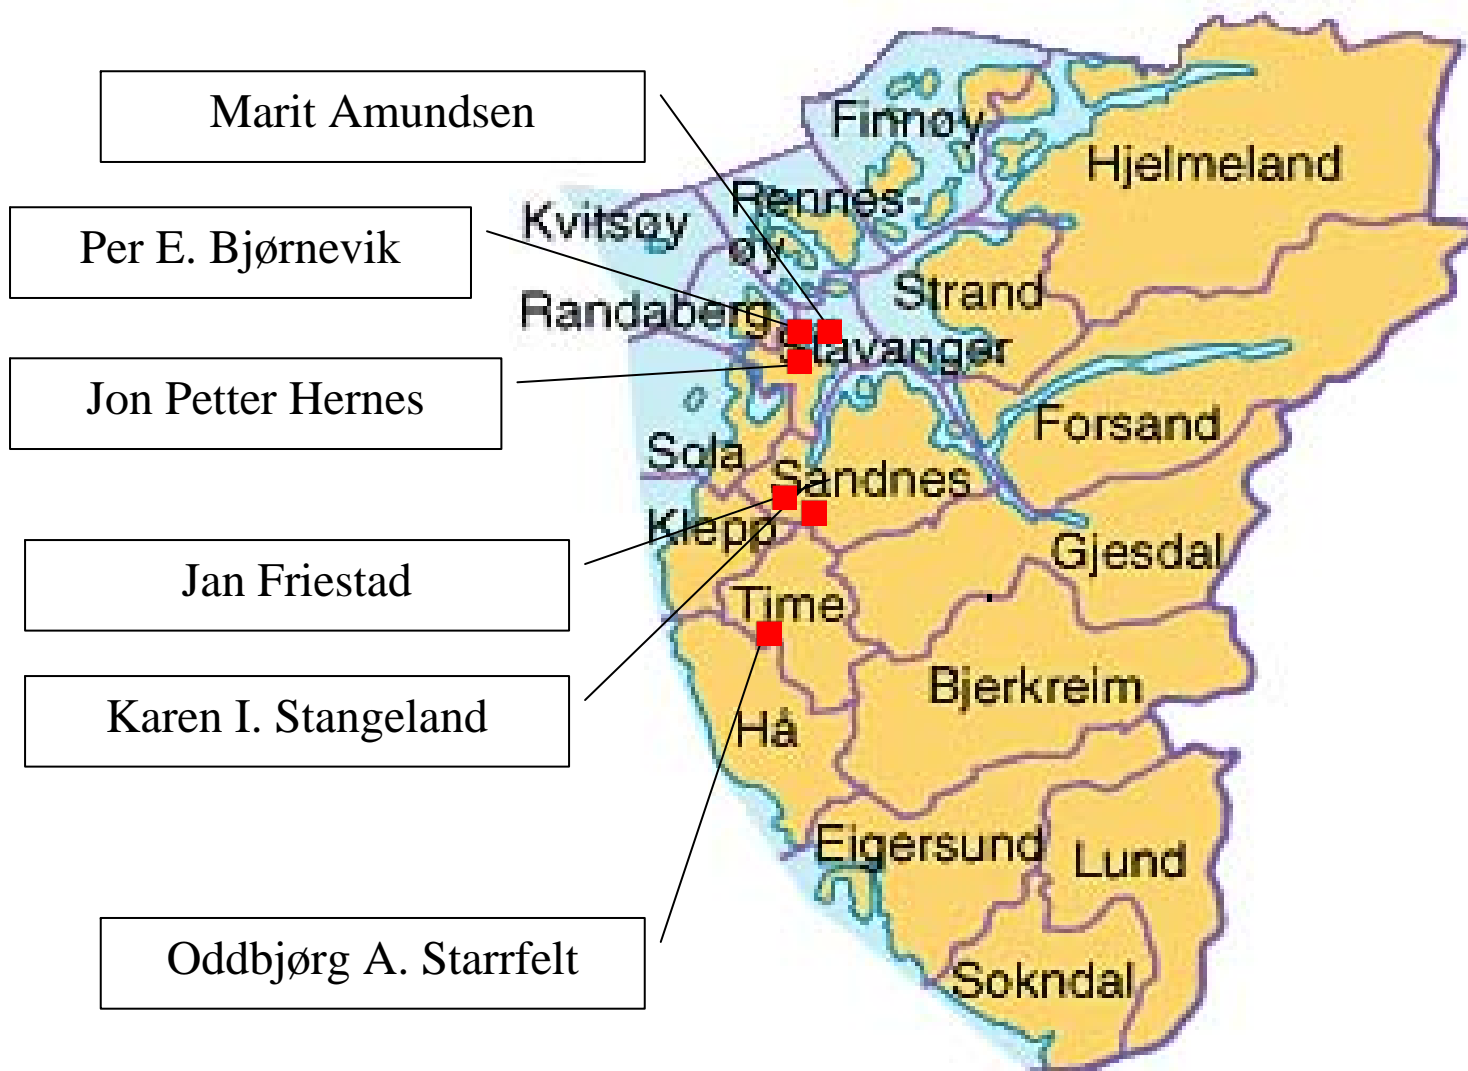 Marit Amundsen
Per E. Bjørnevik
Jon Petter Hernes
Jan Friestad
Karen I. Stangeland
Oddbjørg A. Starrfelt
Finnøy
Hjelmeland
Rennes-
øy
Kvitsøy
Strand
Randaberg
Stavanger
Forsand
Sola
Sandnes
Klepp
Gjesdal
Time
Bjerkreim
Hå
Eigersund
Lund
Sokndal